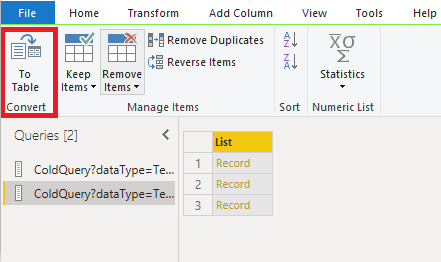 File Home Transform Add Column View Tools Help
To Table
Convert
Keep Items
Remove Items
Remove Duplicates
Reverse Items
Manage Items
A Z
Z A
Sort
Statistics
Numeric List
Queries [2]
ColdQuery?dataType=Te...
ColdQuery?dataType=Te...
List
1 Record
2 Record
3 Record